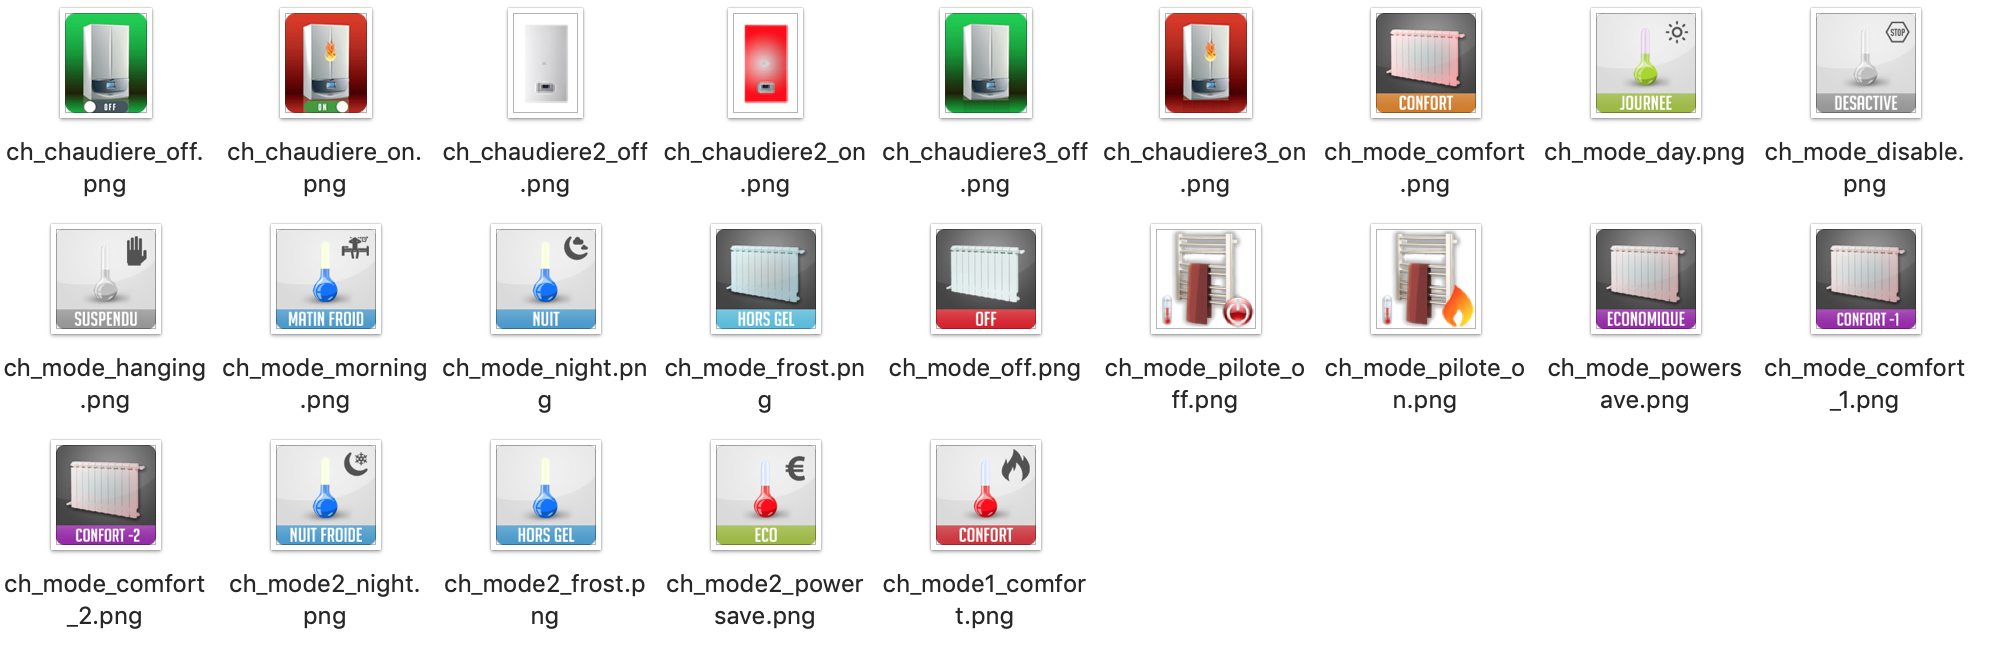 OFF
ON
CONFORT
JOURNEE
STOP
DESACTIVE
ch_chaudiere_off.
png
ch_chaudiere_on.
png
ch_chaudiere2_off
.png
ch_chaudiere2_on
.png
ch_chaudiere3_off
.png
ch_chaudiere3_on
.png
ch_mode_comfort
.png
ch_mode_day.png
ch_mode_disable.
png
SUSPENDU
MATIN FROID
NUIT
HORS GEL
OFF
ECONOMIQUE
CONFORT -1
ch_mode_hanging
.png
ch_mode_morning
.png
ch_mode_night.pn
g
ch_mode_frost.pn
g
ch_mode_off.png
ch_mode_pilote_o
ff.png
ch_mode_pilote_o
n.png
ch_mode_powers
ave.png
ch_mode_comfort
_1.png
CONFORT -2
NUIT FROIDE
HORS GEL
€
ECO
CONFORT
ch_mode_comfort
_2.png
ch_mode2_night.
png
ch_mode2_frost.p
ng
ch_mode2_power
save.png
ch_mode1_comfor
t.png